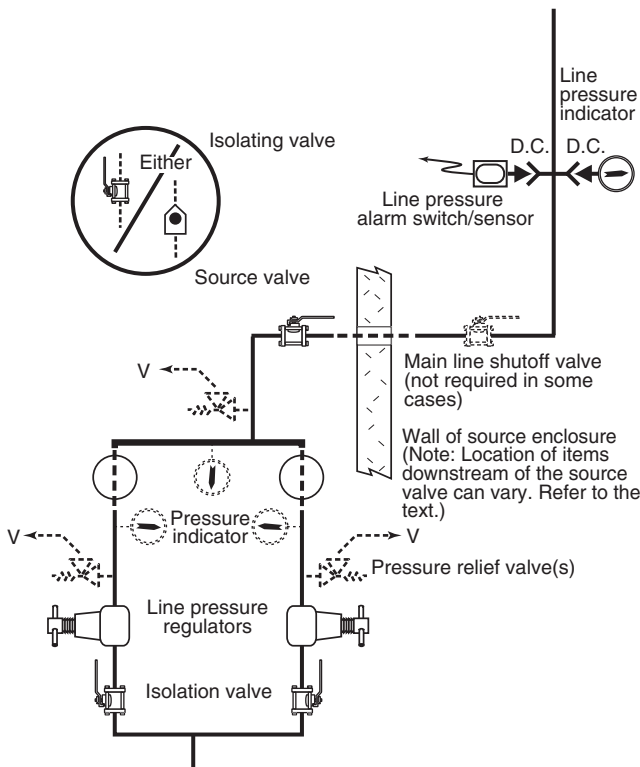 Line
pressure
indicator
D.C.
D.C.
Isolating valve
Either
Line pressure
alarm switch/sensor
Source valve
V
Main line shutoff valve
(not required in some
cases)
Wall of source enclosure
(Note: Location of items
downstream of the source
valve can vary. Refer to the
text.)
Pressure
indicator
V
V
Pressure relief valve(s)
Line pressure
regulators
Isolation valve